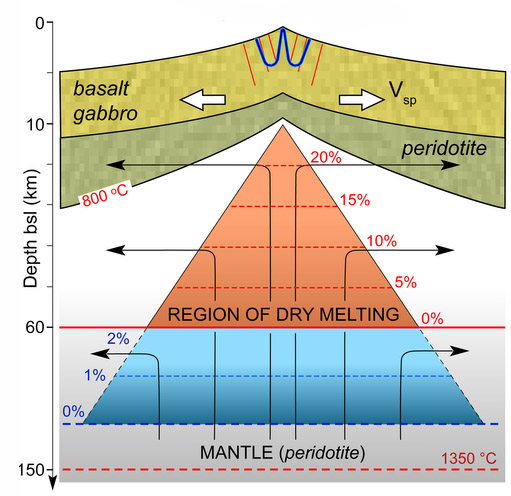 0
basalt
gabbro
Vsp
10
peridotite
20%
800 °C
15%
Depth bsl (km)
10%
5%
REGION OF DRY MELTING
0%
60
2%
1%
0%
MANTLE (peridotite)
1350 °C
150